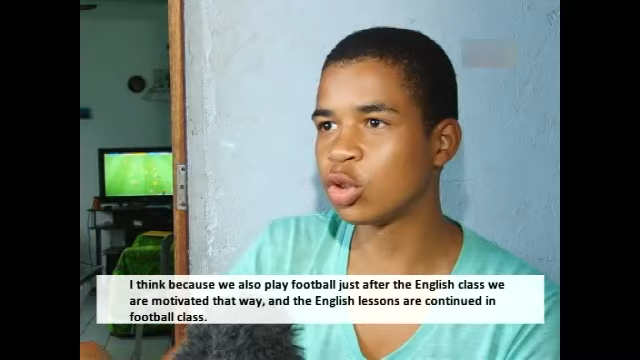 I think because we also play football just after the English class we
are motivated that way, and the English lessons are continued in
football class.